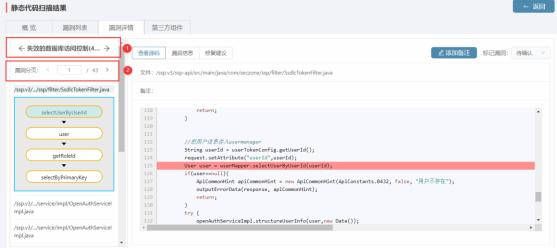 静态代码扫描结果
← 返回
概 览
漏洞列表
漏洞详情
第三方组件
← 失效的数据库访问控制(4... →
1
漏洞分页: < 1 / 43 >
2
/ssp.v3/.../ssp/filter/SsdlcTokenFilter.java
selectUserByUserId
user
getRoleId
selectByPrimaryKey
/ssp.v3/.../service/impl/OpenAuthServiceI
mpl.java
/ssp.v3/.../service/impl/OpenAuthServiceI
mpl.java
查看源码
漏洞信息
修复建议
添加备注
标记漏洞: 待确认
文件: /ssp.v3/ssp-api/src/main/java/com/seczone/ssp/filter/SsdlcTokenFilter.java
备注:
118 return;
119 }
120
121
122 //把用户信息存入usermanager
123 String userId = userTokenConfig.getUserId();
124 request.setAttribute("userId",userId);
125 User user = userMapper.selectUserByUserId(userId);
126 if(user==null){
127 ApiCommonHint apiCommonHint = new ApiCommonHint(ApiConstants.B432, false, "用户不存在");
128 outputErrorData(response, apiCommonHint);
129 return;
130 }
131 try {
132 openAuthServiceImpl.structureUserInfo(user,new Date());